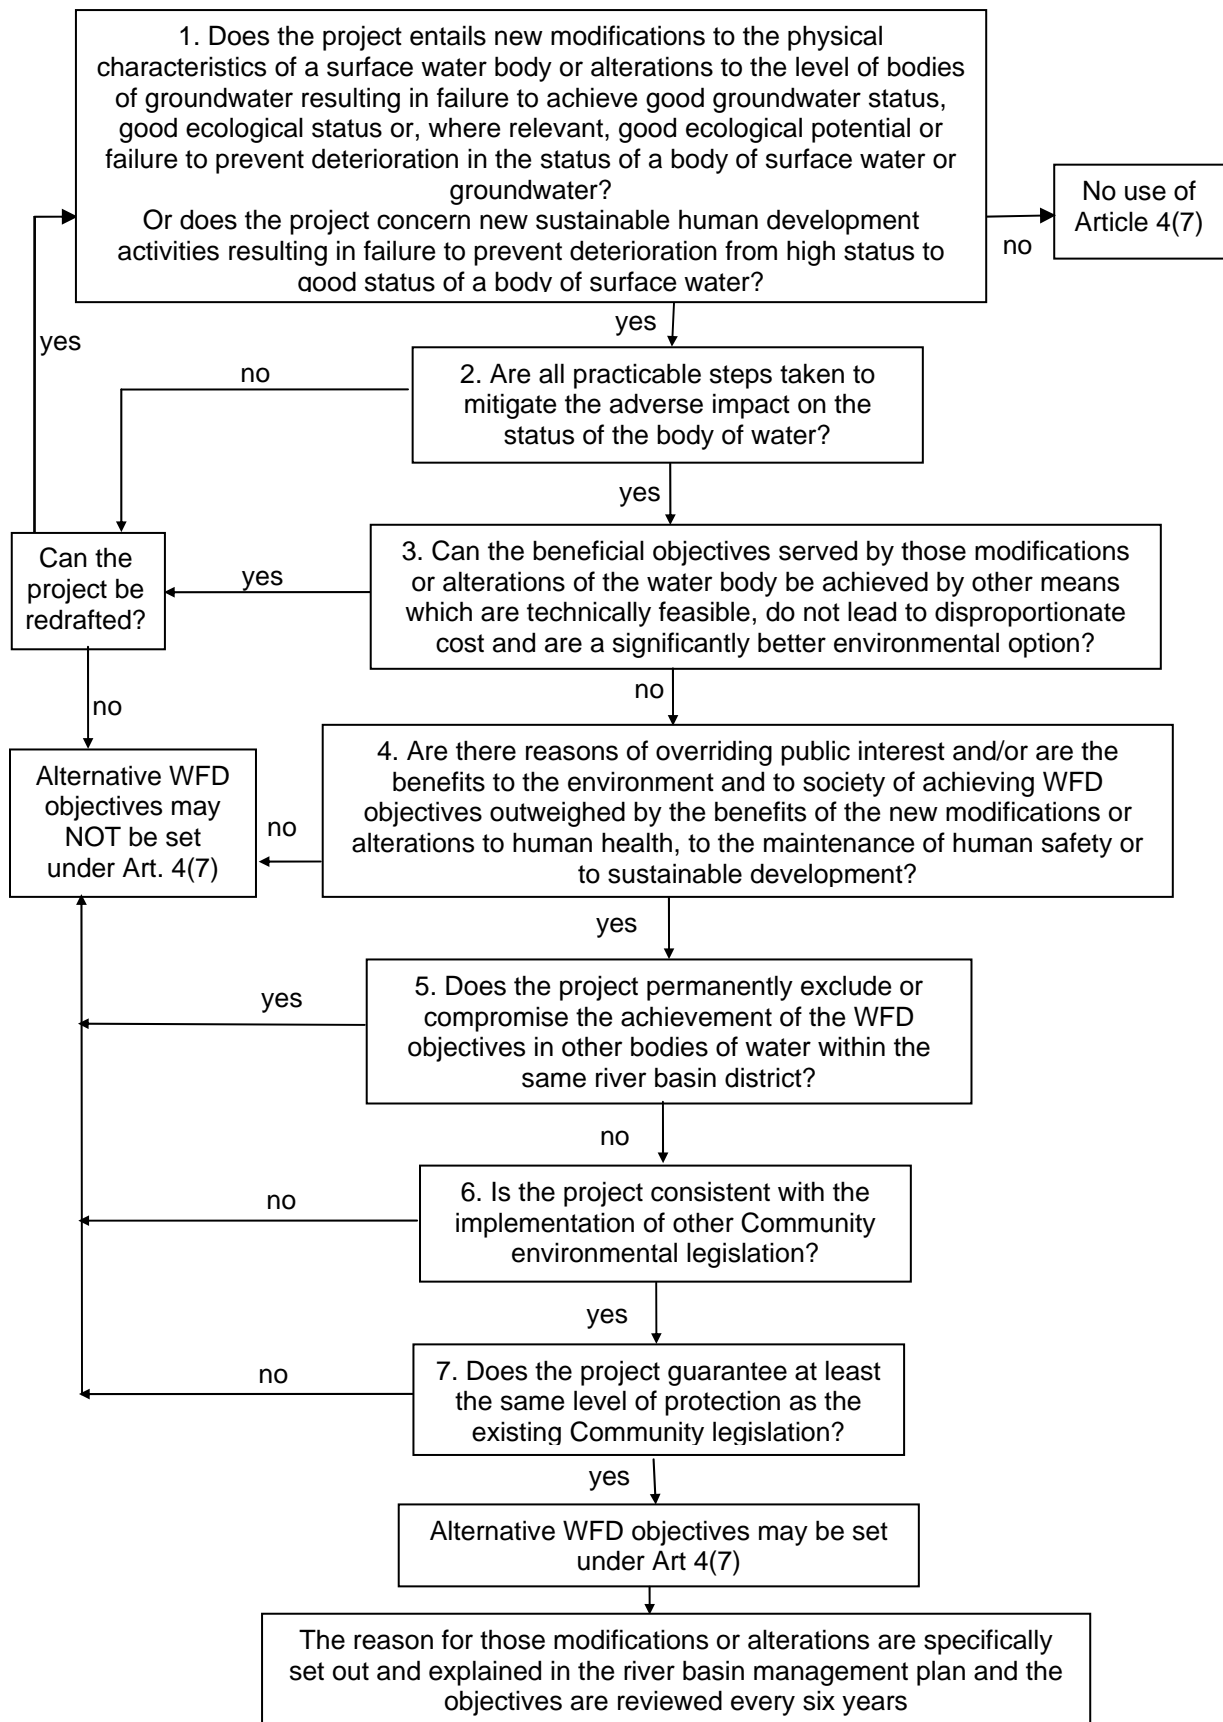 1. Does the project entails new modifications to the physical
characteristics of a surface water body or alterations to the level of bodies
of groundwater resulting in failure to achieve good groundwater status,
good ecological status or, where relevant, good ecological potential or
failure to prevent deterioration in the status of a body of surface water or
groundwater?
Or does the project concern new sustainable human development
activities resulting in failure to prevent deterioration from high status to
good status of a body of surface water?
no
No use of
Article 4(7)
yes
yes
2. Are all practicable steps taken to
mitigate the adverse impact on the
status of the body of water?
no
yes
Can the
project be
redrafted?
yes
3. Can the beneficial objectives served by those modifications
or alterations of the water body be achieved by other means
which are technically feasible, do not lead to disproportionate
cost and are a significantly better environmental option?
no
no
Alternative WFD
objectives may
NOT be set
under Art. 4(7)
no
4. Are there reasons of overriding public interest and/or are the
benefits to the environment and to society of achieving WFD
objectives outweighed by the benefits of the new modifications or
alterations to human health, to the maintenance of human safety or
to sustainable development?
yes
yes
5. Does the project permanently exclude or
compromise the achievement of the WFD
objectives in other bodies of water within the
same river basin district?
no
no
6. Is the project consistent with the
implementation of other Community
environmental legislation?
yes
no
7. Does the project guarantee at least
the same level of protection as the
existing Community legislation?
yes
Alternative WFD objectives may be set
under Art 4(7)
The reason for those modifications or alterations are specifically
set out and explained in the river basin management plan and the
objectives are reviewed every six years